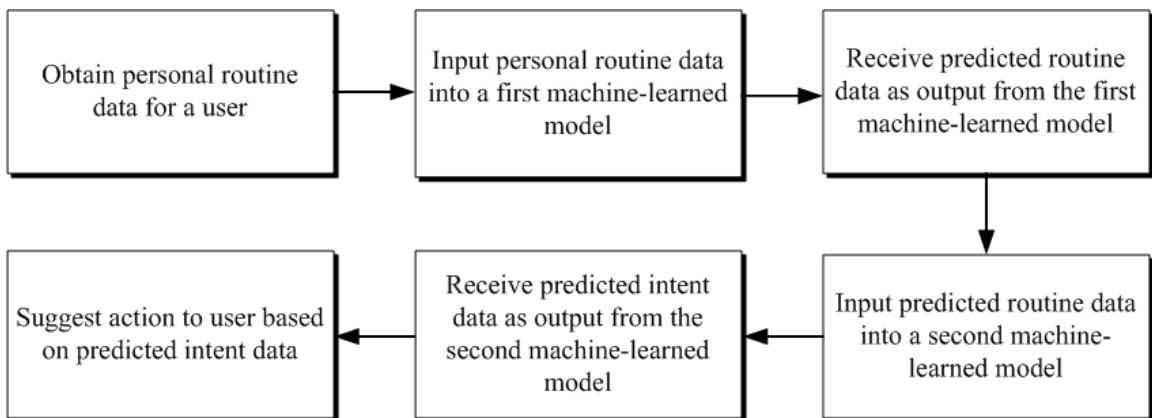 Obtain personal routine
data for a user
Input personal routine data
into a first machine-learned
model
Receive predicted routine
data as output from the first
machine-learned model
Input predicted routine data
into a second machine-
learned model
Receive predicted intent
data as output from the
second machine-learned
model
Suggest action to user based
on predicted intent data